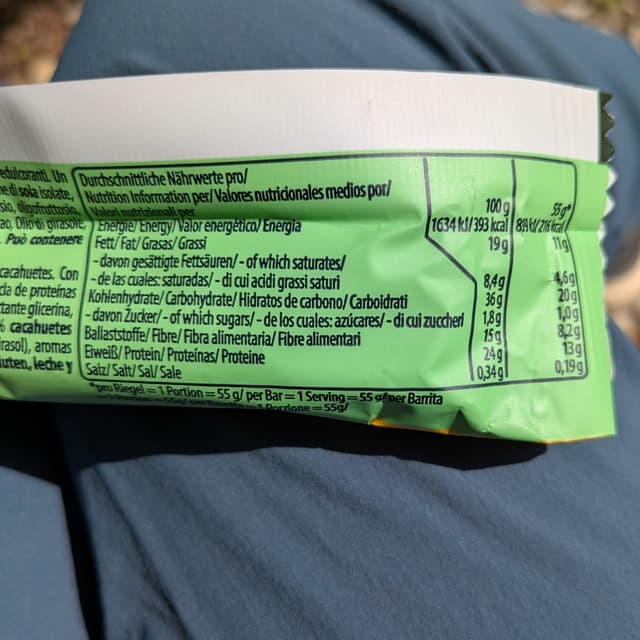 edulcoranti. Un
e di soia isolate,
sio, oligofruttosio,
ao, Olio di girasole,
Può contenere
cacahuetes. Con
da de proteínas
tante glicerina,
% cacahuetes
rasol), aromas
luten, leche y
Durchschnittliche Nährwerte pro/
Nutrition Information per/ Valores nutricionales medios por/
Valori nutrizionali per 100 g 55 g*
Energie/ Energy/ Valor energético/ Energia 1634 kJ/393 kcal
Fett/ Fat/ Grasas/ Grassi 19 g 11g
- davon gesättigte Fettsäuren/ - of which saturates/
- de las cuales: saturadas/ - di cui acidi grassi saturi 8,4g 4,6g
Kohlenhydrate/ Carbohydrate/ Hidratos de carbono/ Carboidrati 36 g 20g
- davon Zucker/ - of which sugars/ - de los cuales: azúcares/ - di cui zuccheri 1,8g 1,0g
Ballaststoffe/ Fibre/ Fibra alimentaria/ Fibre alimentari 15g 8,2g
Eiweiß/ Protein/ Proteínas/ Proteine 24g 13g
Salz/ Salt/ Sal/ Sale 0,34g 0,19g
*pro Riegel = 1 Portion = 55 g/ per Bar = 1 Serving = 55 g/ per Barrita
= 1 Porzione = 55g/